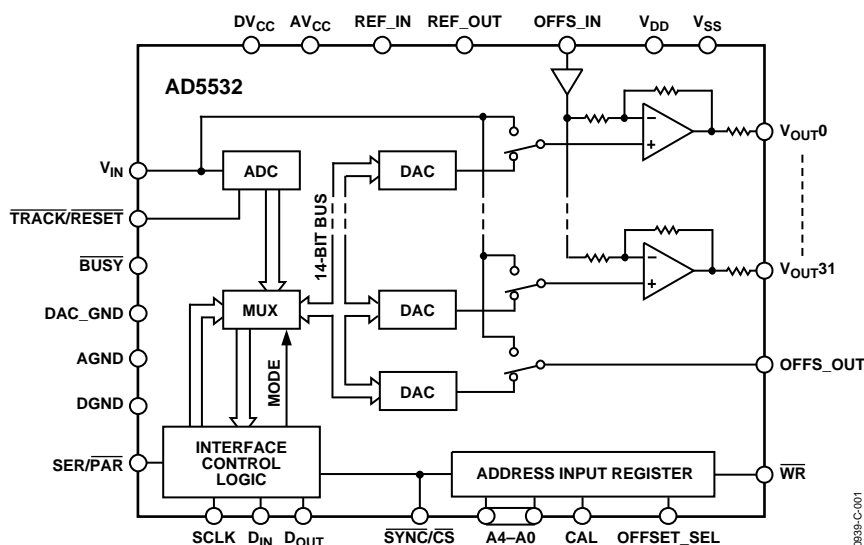 DVCC AVCC REF_IN REF_OUT OFFS_IN VDD VSS
AD5532
VIN
ADC
DAC
VOUT0
TRACK/RESET
14-BIT BUS
BUSY
VOUT31
DAC_GND
MUX
DAC
AGND
MODE
DAC
OFFS_OUT
DGND
SER/PAR
INTERFACE
CONTROL
LOGIC
ADDRESS INPUT REGISTER
WR
SCLK DIN DOUT SYNC/CS A4–A0 CAL OFFSET_SEL
0939-C-001